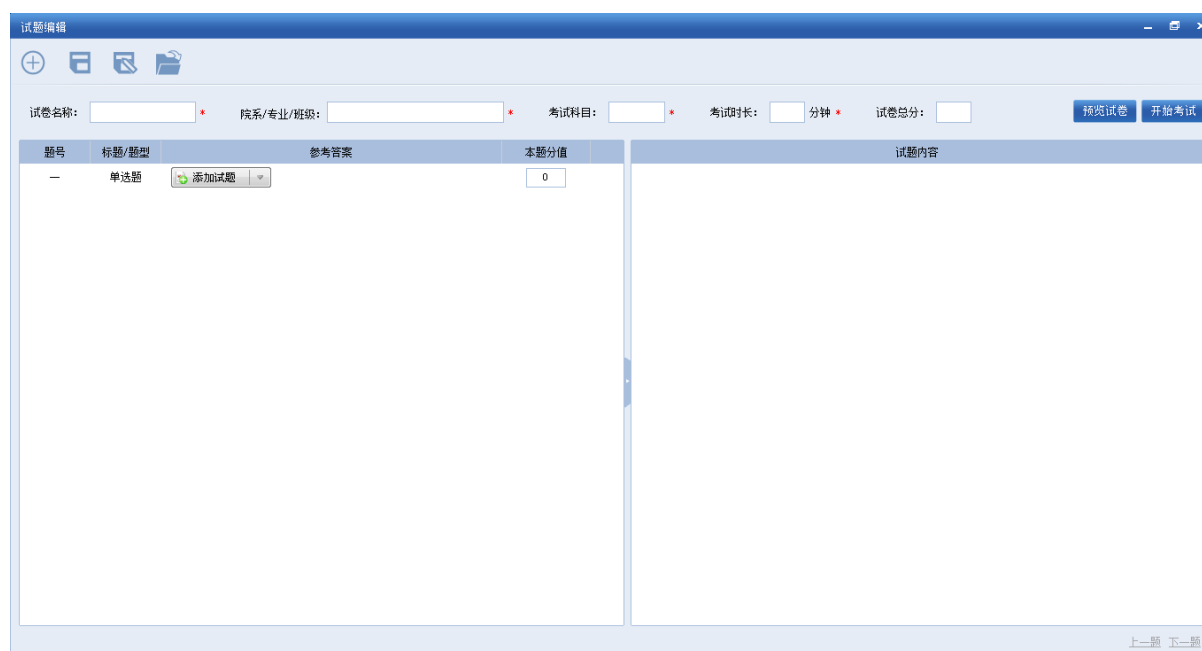 试题编辑
试卷名称: * 院系/专业/班级: * 考试科目: * 考试时长: 分钟 * 试卷总分: 预览试卷 开始考试
题号 标题/题型 参考答案 本题分值 试题内容
一 单选题 添加试题 0
上一题 下一题